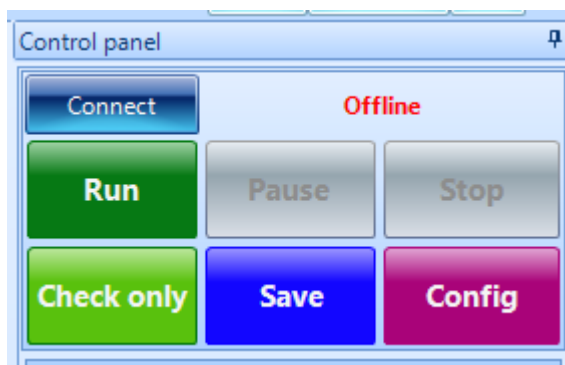 Control panel
Connect Offline
Run Pause Stop
Check only Save Config